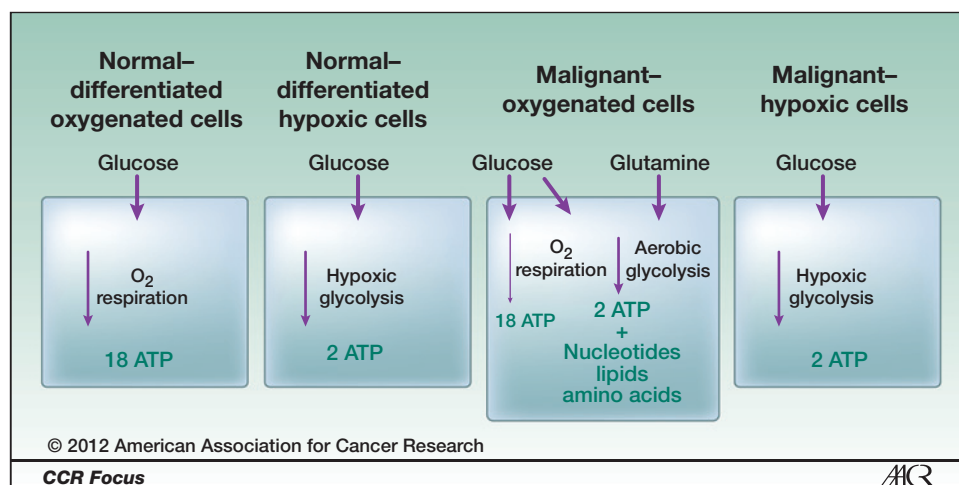 Normal–
differentiated
oxygenated cells
Normal–
differentiated
hypoxic cells
Malignant–
oxygenated cells
Malignant–
hypoxic cells
Glucose
Glucose
Glucose
Glutamine
Glucose
O₂
respiration
18 ATP
Hypoxic
glycolysis
2 ATP
O₂
respiration
18 ATP
Aerobic
glycolysis
2 ATP
+
Nucleotides
lipids
amino acids
Hypoxic
glycolysis
2 ATP
© 2012 American Association for Cancer Research
CCR Focus
AACR